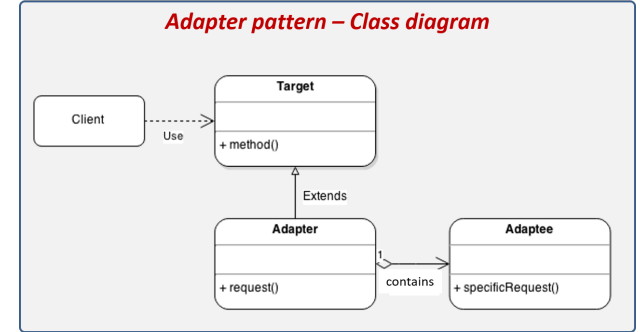 Adapter pattern – Class diagram
Target
Client
Use
+ method()
Extends
Adapter
Adaptee
1
contains
+ request()
+ specificRequest()